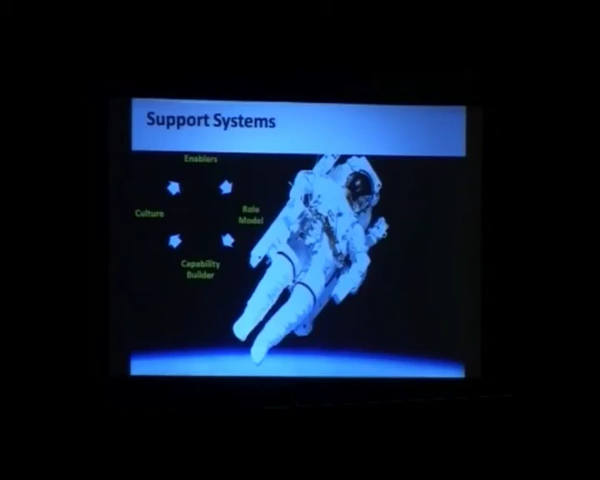 Support Systems
Enablers
Culture
Role
Model
Capability
Builder